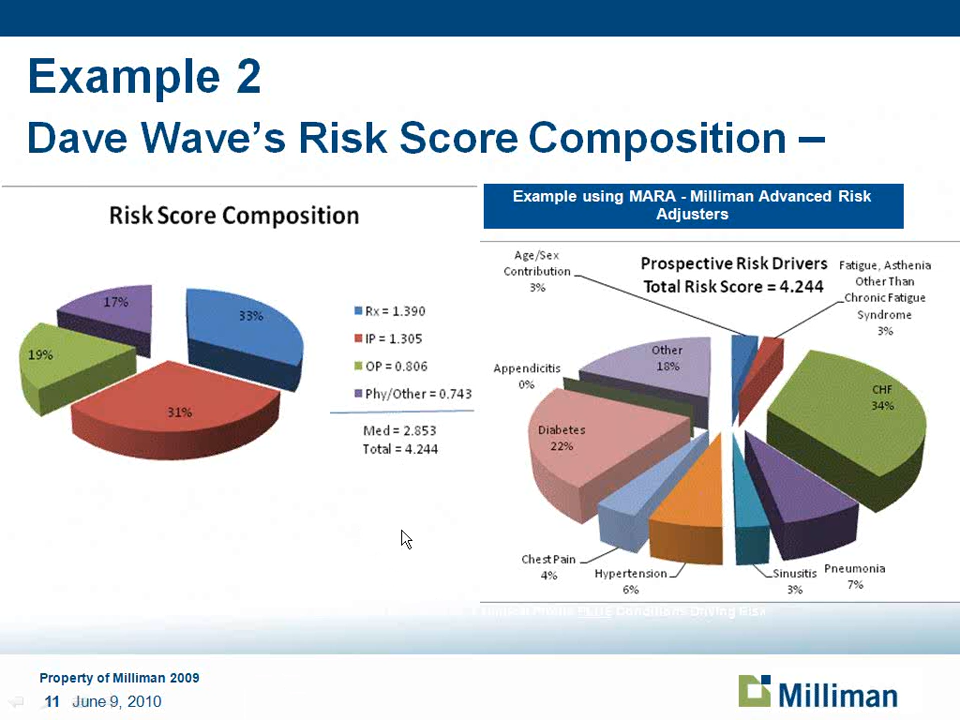 Example 2
Dave Wave's Risk Score Composition –
Risk Score Composition
17%
33%
19%
31%
Rx = 1.390
IP = 1.305
OP = 0.806
Phy/Other = 0.743
Med = 2.853
Total = 4.244
Example using MARA - Milliman Advanced Risk
Adjusters
Prospective Risk Drivers
Total Risk Score = 4.244
Age/Sex
Contribution
3%
Fatigue, Asthenia
Other Than
Chronic Fatigue
Syndrome
3%
Other
18%
Appendicitis
0%
CHF
34%
Diabetes
22%
Chest Pain
4%
Hypertension
6%
Sinusitis
3%
Pneumonia
7%
PLUS Conditions Driving Risk
Property of Milliman 2009
11 June 9, 2010
Milliman